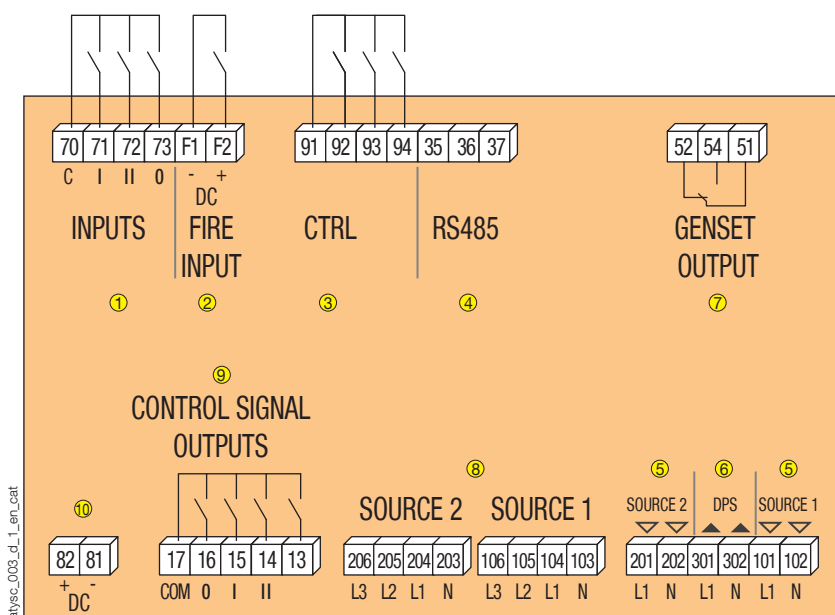 70 71 72 73 F1 F2 91 92 93 94 35 36 37 52 54 51
C I II 0 - +
DC
INPUTS FIRE INPUT CTRL RS485 GENSET OUTPUT
1 2 3 4 7
9
CONTROL SIGNAL
OUTPUTS
8 5 6 5
10
SOURCE 2 SOURCE 1 SOURCE 2 DPS SOURCE 1
82 81 17 16 15 14 13 206 205 204 203 106 105 104 103 201 202 301 302 101 102
+ - COM 0 I II L3 L2 L1 N L3 L2 L1 N L1 N L1 N L1 N
DC
atysc_003_d_1_en_cat